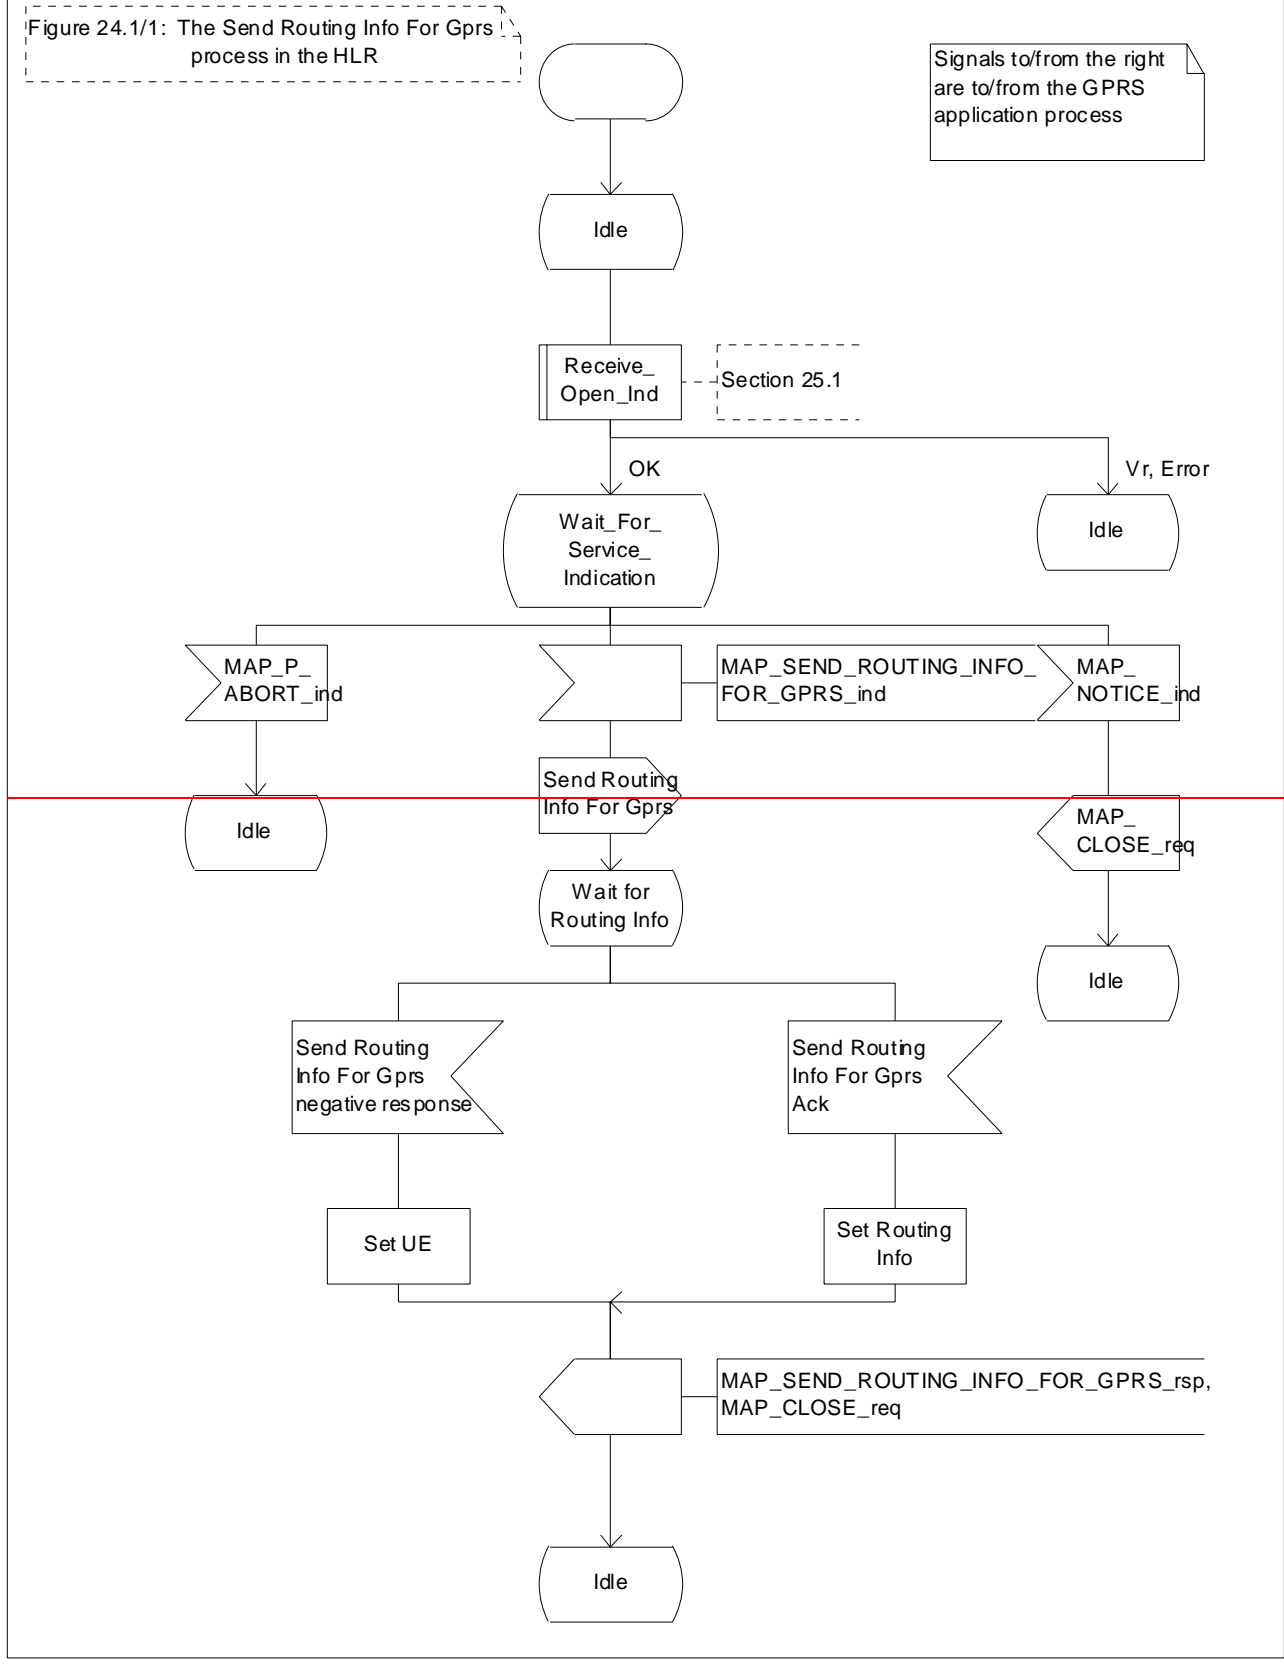 Figure 24.1/1: The Send Routing Info For Gprs
process in the HLR
Signals to/from the right
are to/from the GPRS
application process
Idle
Receive_
Open_Ind
Section 25.1
OK
Vr, Error
Wait_For_
Service_
Indication
Idle
MAP_P_
ABORT_ind
MAP_SEND_ROUTING_INFO_
FOR_GPRS_ind
MAP_
NOTICE_ind
Send Routing
Info For Gprs
Idle
MAP_
CLOSE_req
Wait for
Routing Info
Idle
Send Routing
Info For Gprs
negative response
Send Routing
Info For Gprs
Ack
Set UE
Set Routing
Info
MAP_SEND_ROUTING_INFO_FOR_GPRS_rsp,
MAP_CLOSE_req
Idle